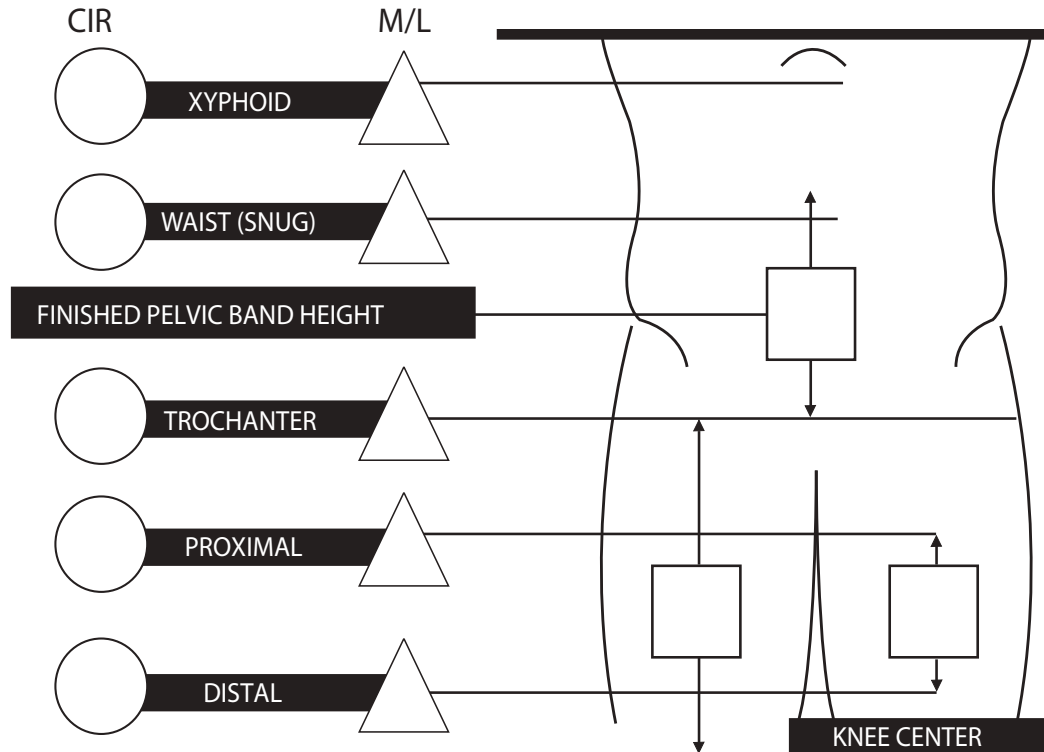 CIR M/L
XYPHOID
WAIST (SNUG)
FINISHED PELVIC BAND HEIGHT
TROCHANTER
PROXIMAL
DISTAL
KNEE CENTER